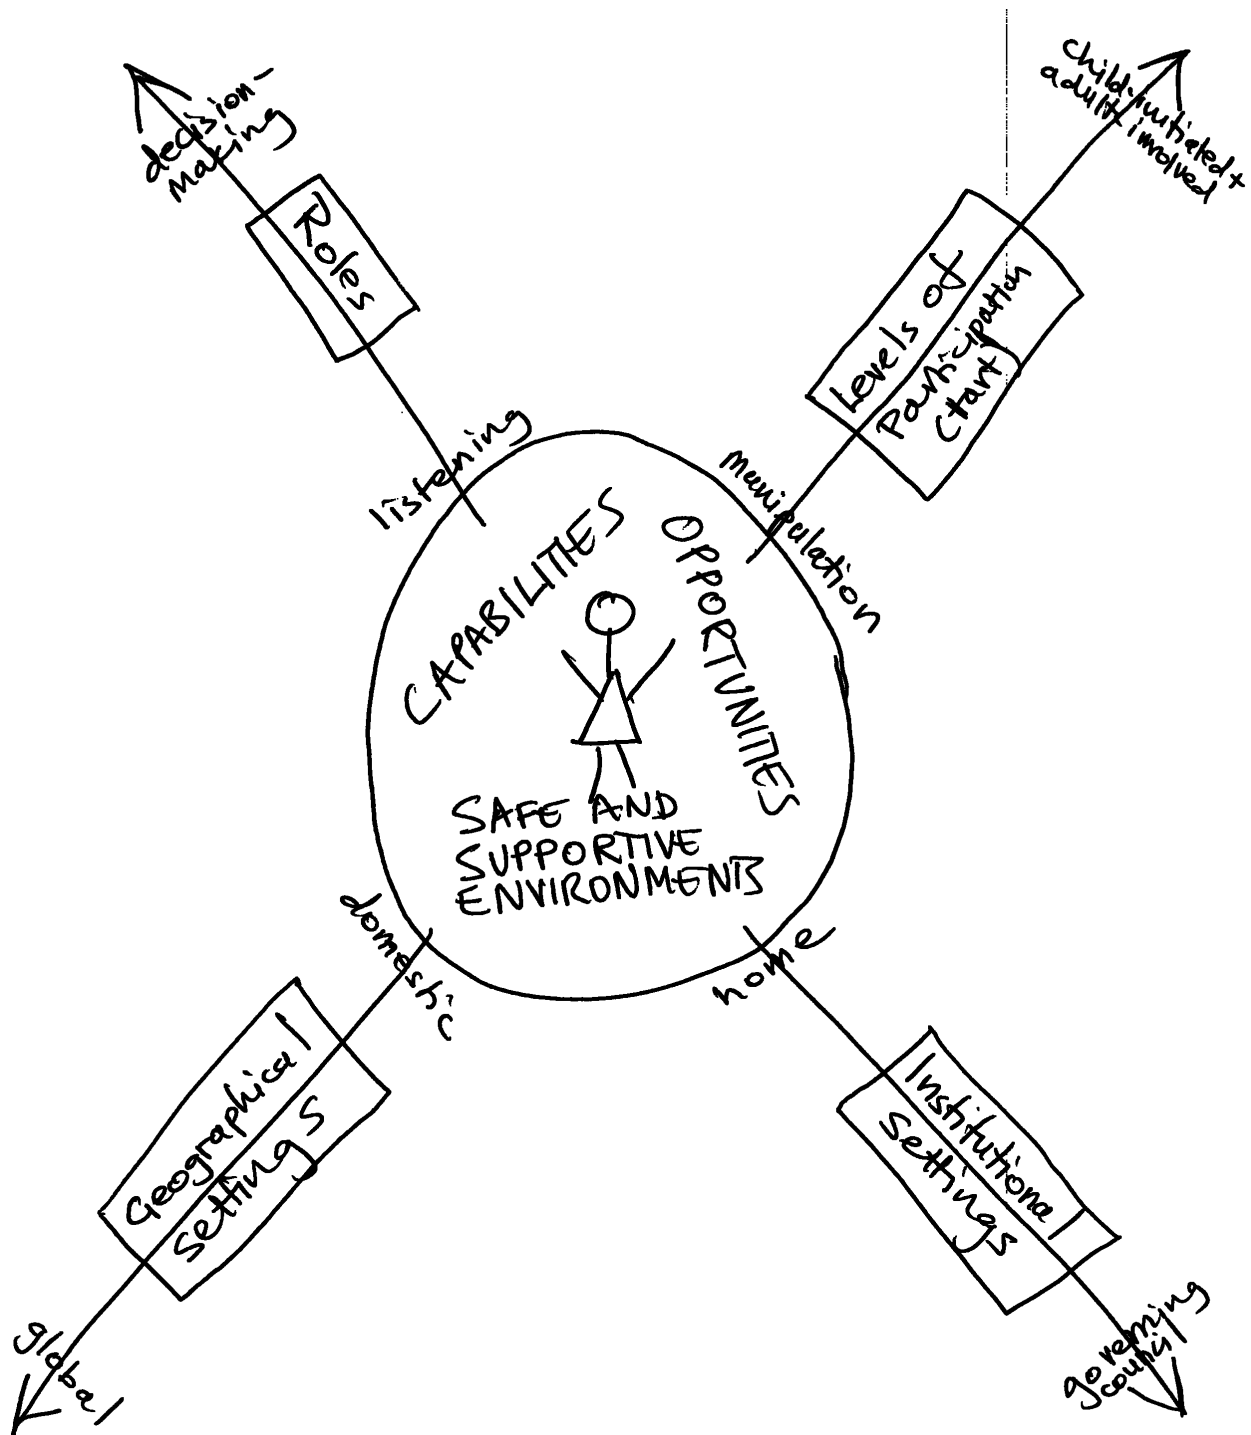 decision-
making
Roles
listening
child-initiated +
adult involved
Levels of
Participation
(Hart)
manipulation
CAPABILITIES
OPPORTUNITIES
SAFE AND
SUPPORTIVE
ENVIRONMENTS
domestic
Geographical
Settings
global
home
Institutional
Settings
governing
council